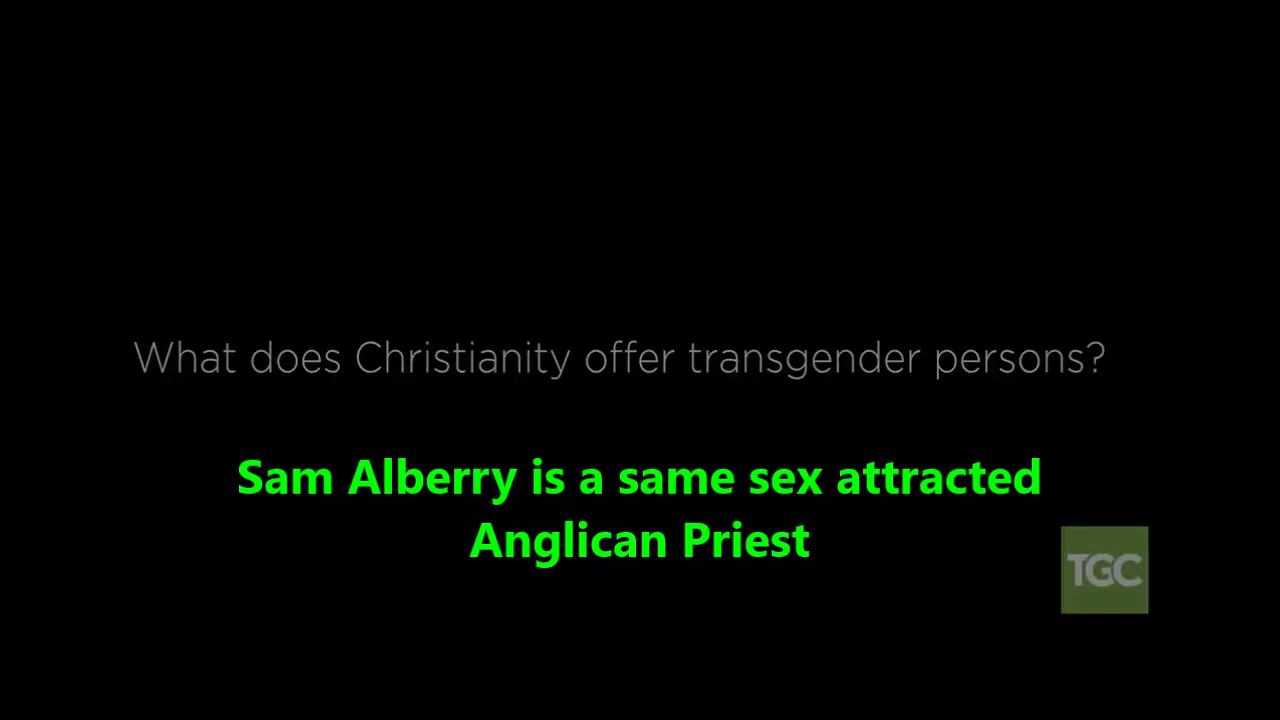 What does Christianity offer transgender persons?
Sam Alberry is a same sex attracted
Anglican Priest
TGC